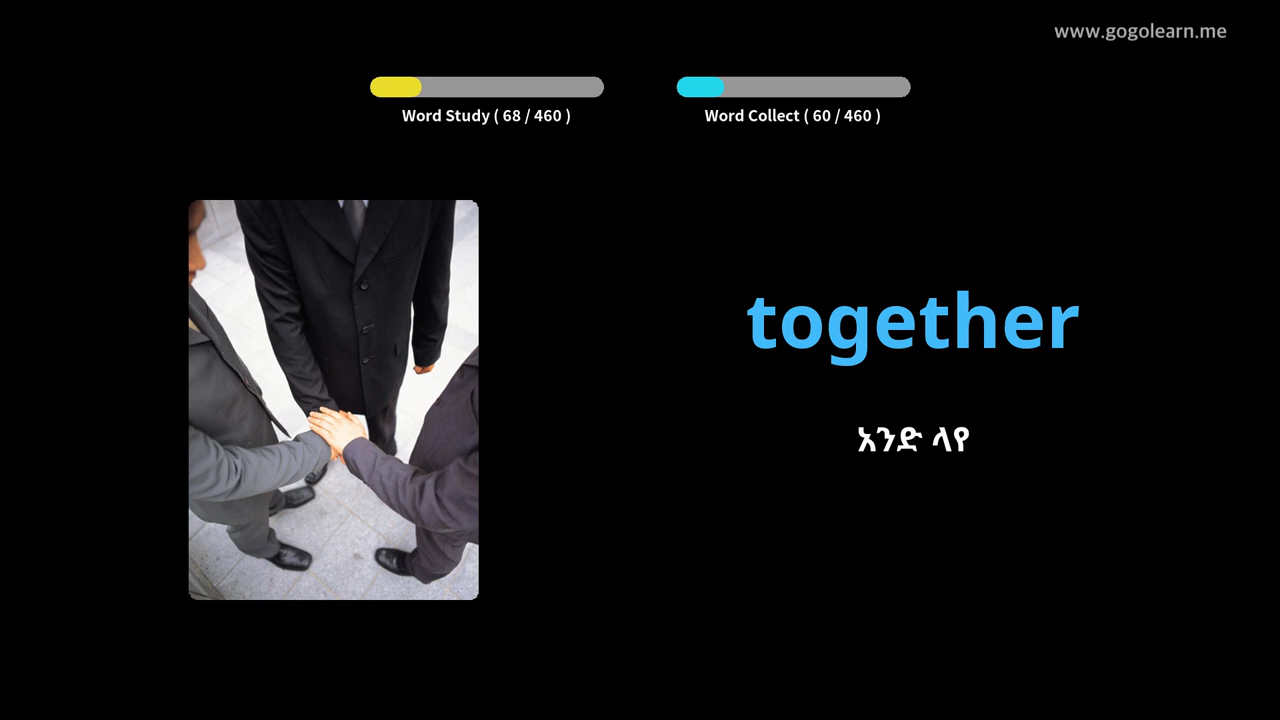 www.gogolearn.me
Word Study ( 68 / 460 )
Word Collect ( 60 / 460 )
together
አንድ ላየ